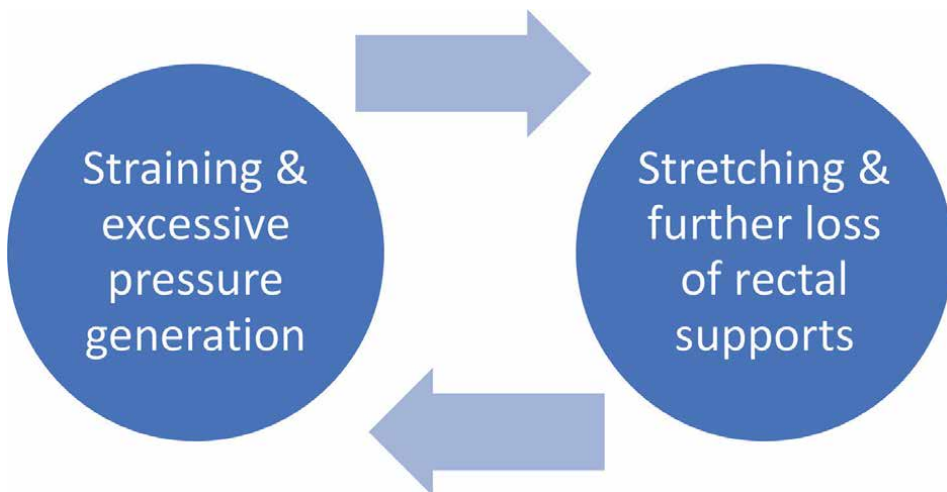 Straining &
excessive
pressure
generation
Stretching &
further loss
of rectal
supports